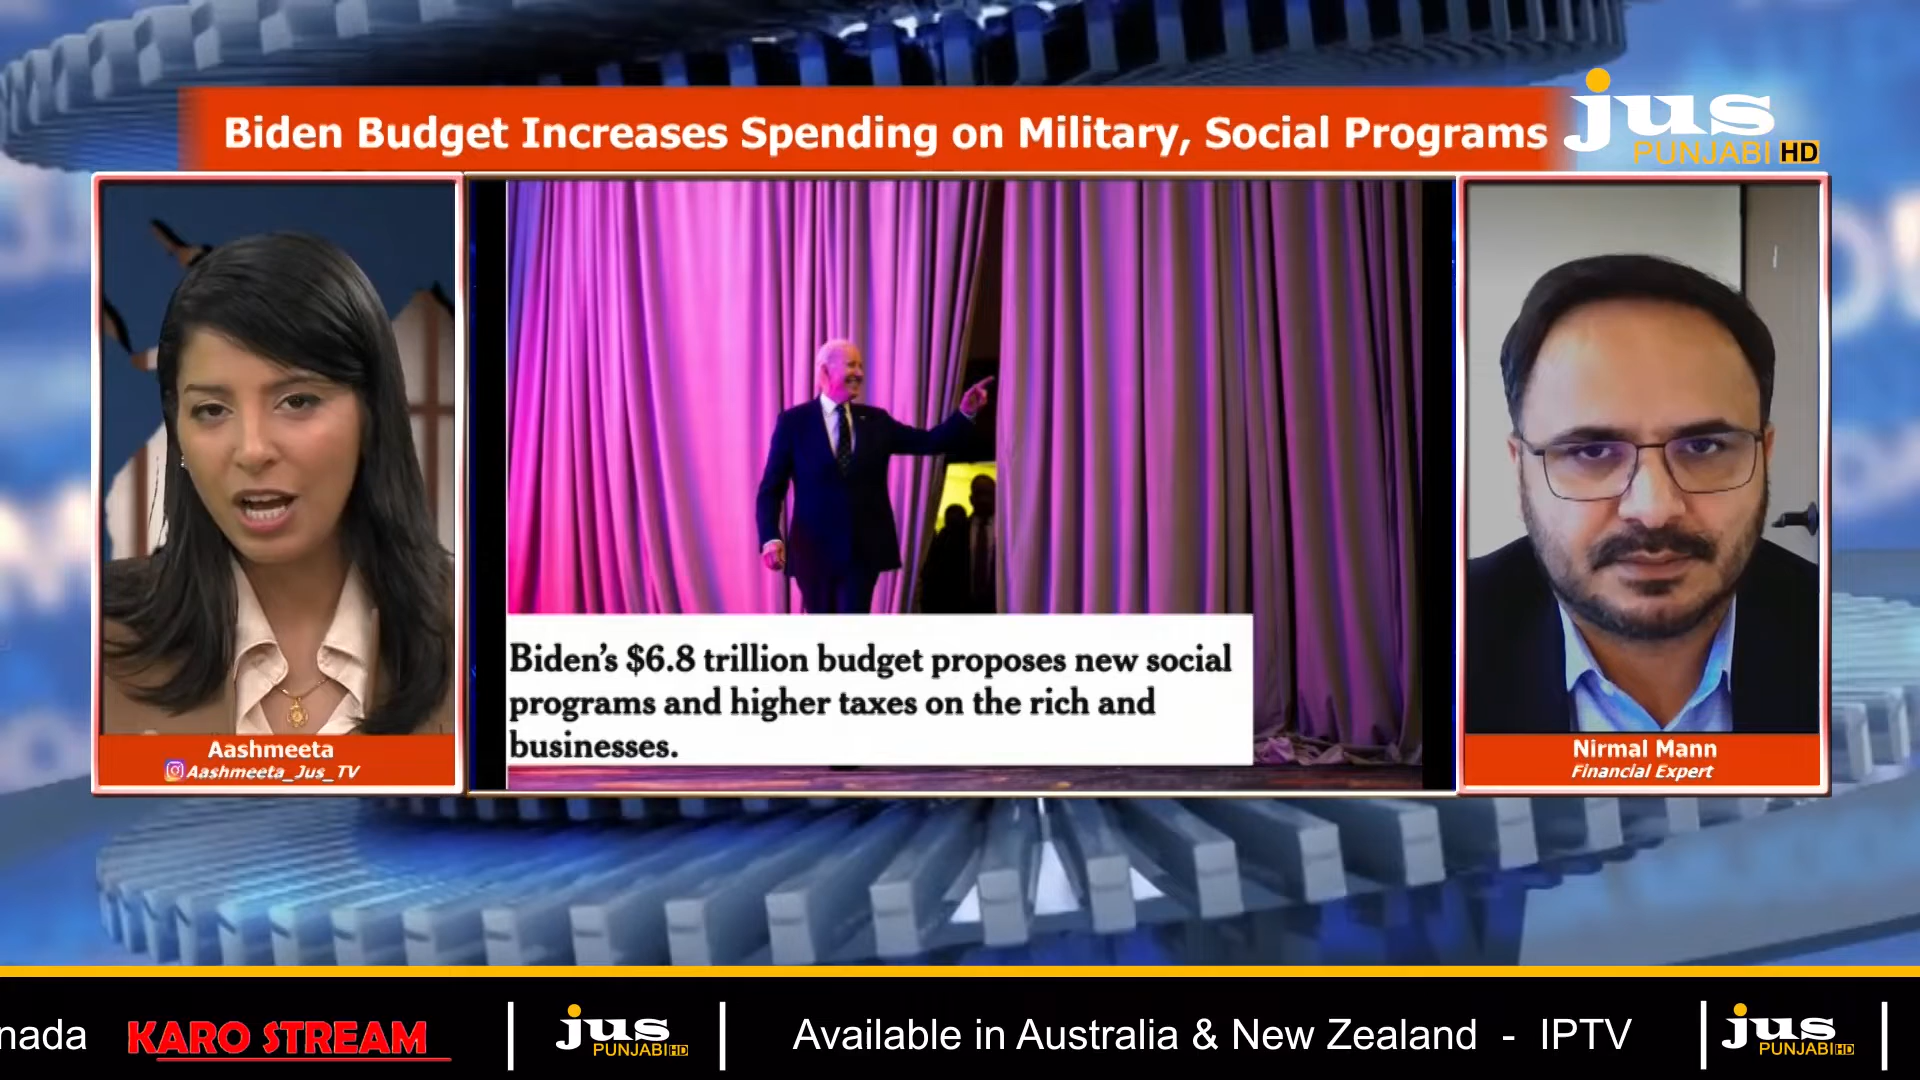 Biden Budget Increases Spending on Military, Social Programs
jus
PUNJABI HD
Biden's $6.8 trillion budget proposes new social
programs and higher taxes on the rich and
businesses.
Aashmeeta
Aashmeeta_Jus_TV
Nirmal Mann
Financial Expert
nada
KARO STREAM
jus
PUNJABI HD
Available in Australia & New Zealand - IPTV
jus
PUNJABI HD